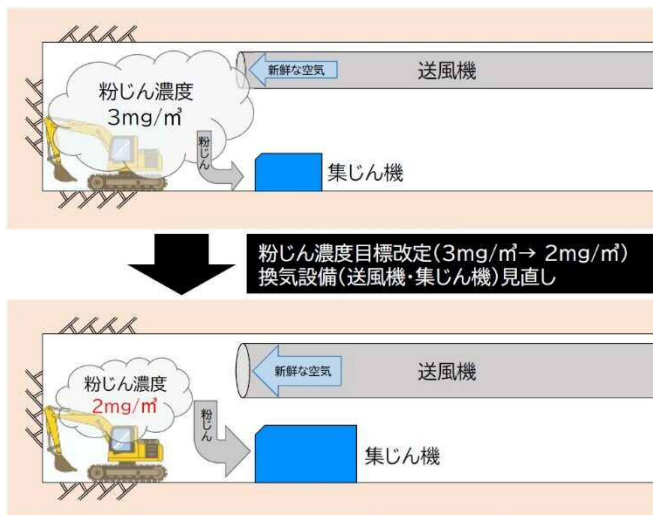 新鮮な空気
送風機
粉じん濃度
3mg/㎥
粉じん
集じん機
粉じん濃度目標改定(3mg/㎥→ 2mg/㎥)
換気設備(送風機・集じん機)見直し
新鮮な空気
送風機
粉じん濃度
2mg/㎥
粉じん
集じん機